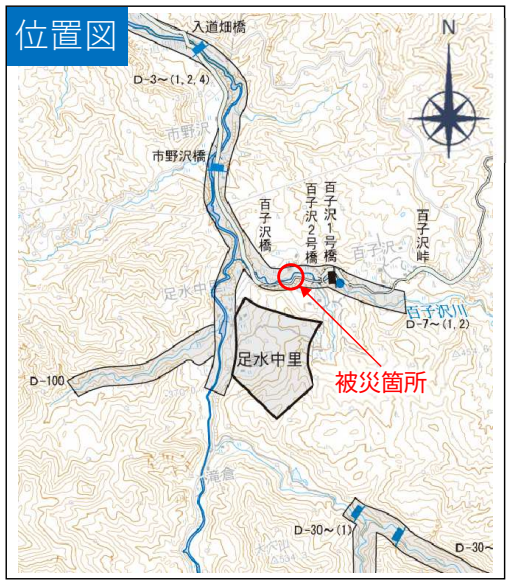 位置図
入道畑橋
N
D-3~(1,2,4)
市野沢
市野沢橋
百子沢橋
百子沢2号橋
百子沢1号橋
百子沢峠
百子沢
足水中
百子沢川
D-7~(1,2)
足水中里
D-100
被災箇所
滝倉
D-30~(1)
D-30~